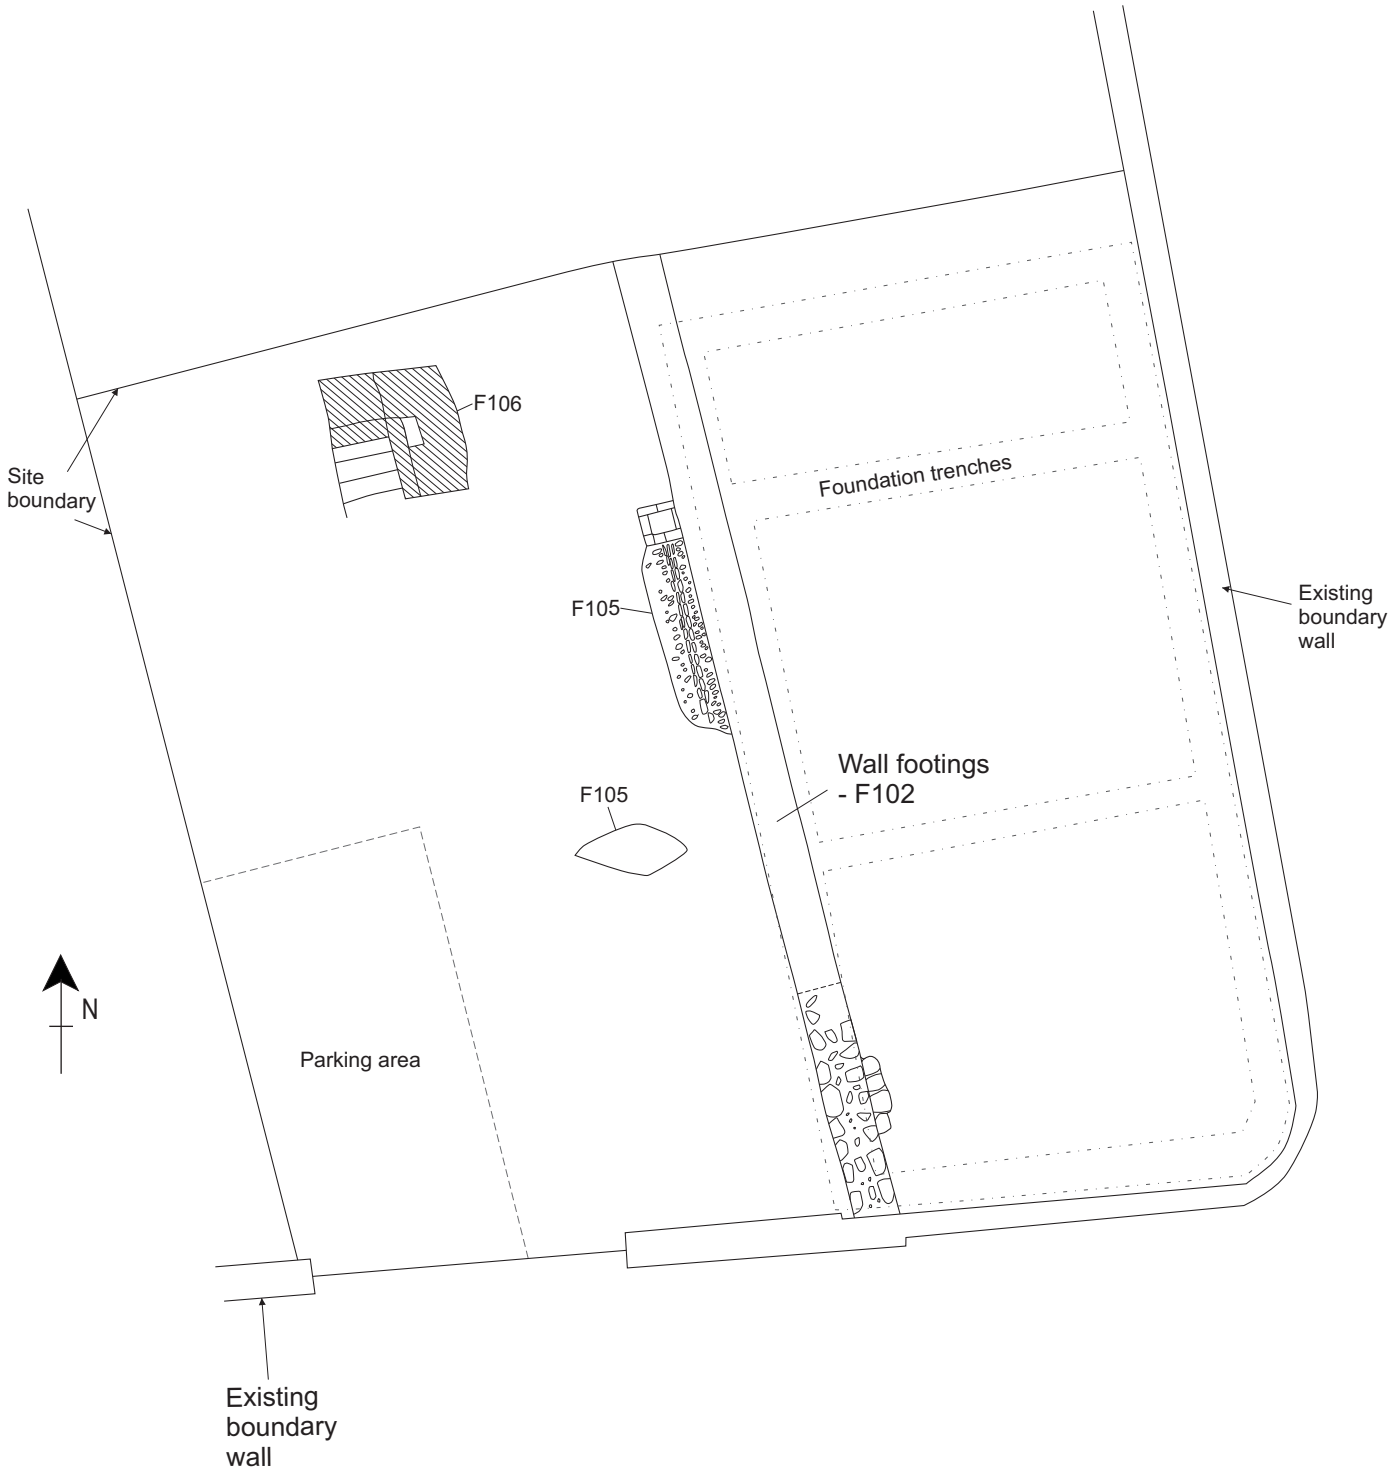 F106
Site
boundary
Foundation trenches
Existing
boundary
wall
F105
Wall footings
- F102
F105
N
Parking area
Existing
boundary
wall